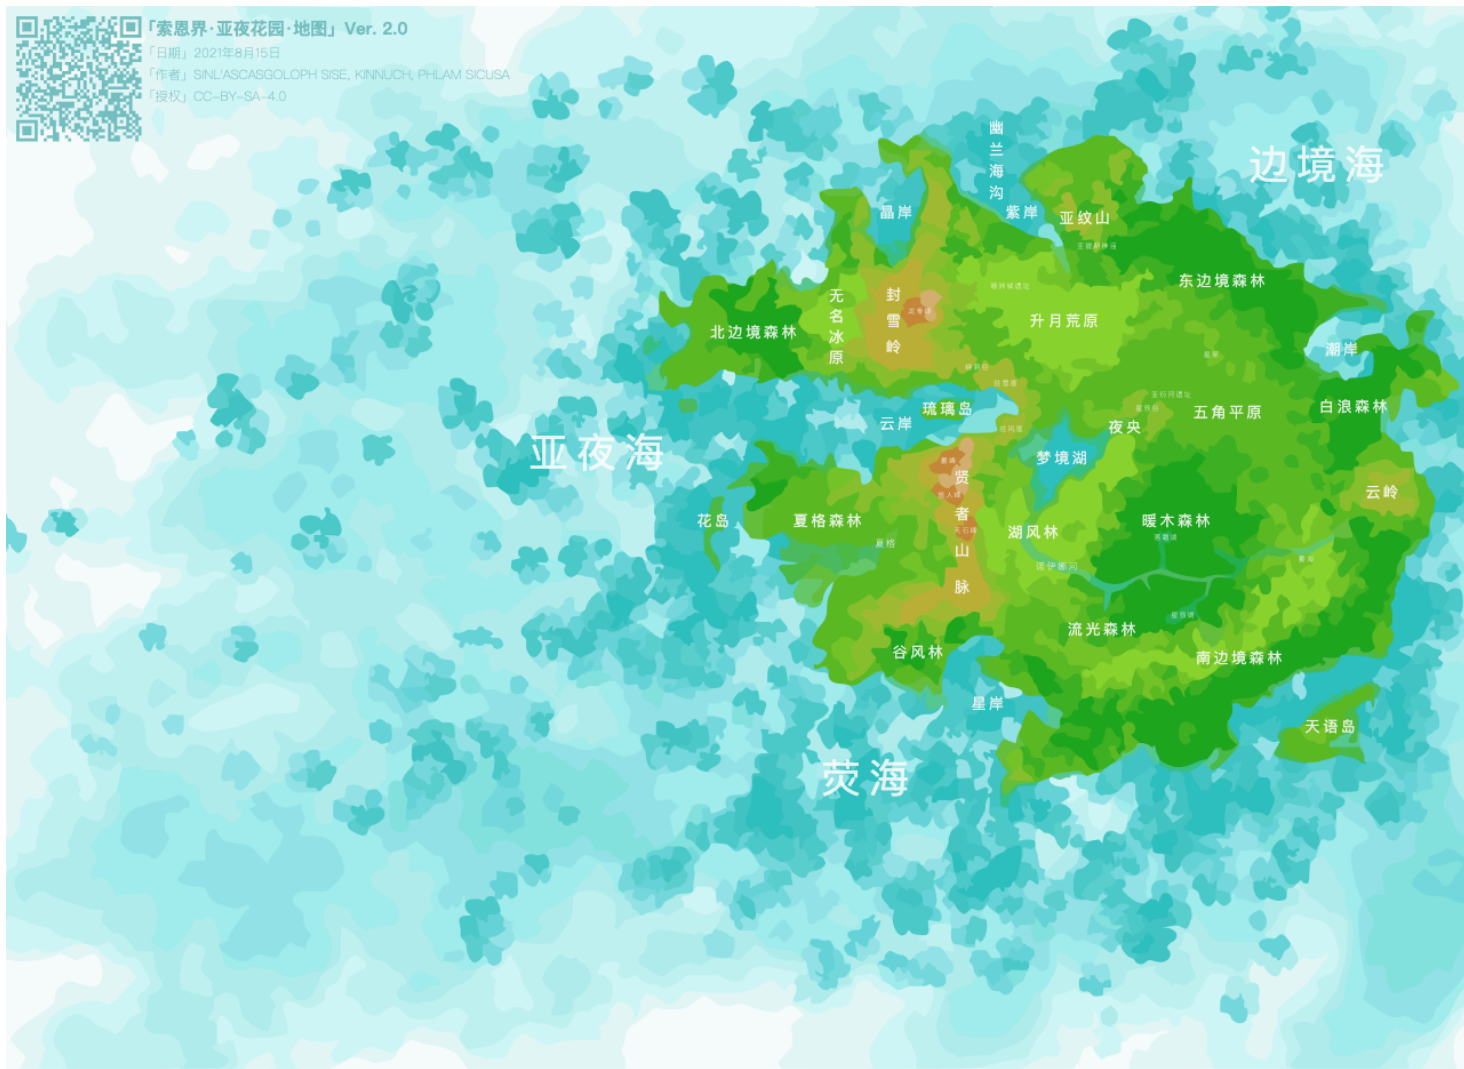 「索恩界·亚夜花园·地图」Ver. 2.0
「日期」2021年8月15日
「作者」SINL'ASCASGOLOPH SISE, KINNUCH, PHLAM SICUSA
「授权」CC-BY-SA-4.0
幽兰海沟
边境海
晶岸
紫岸
亚纹山
东边境森林
无名冰原
封雪岭
升月荒原
北边境森林
潮岸
琉璃岛
云岸
五角平原
白浪森林
夜央
亚夜海
梦境湖
贤者山脉
云岭
花岛
夏格森林
湖风林
暖木森林
夏格
诺伊娜河
流光森林
谷风林
南边境森林
星岸
天语岛
荧海